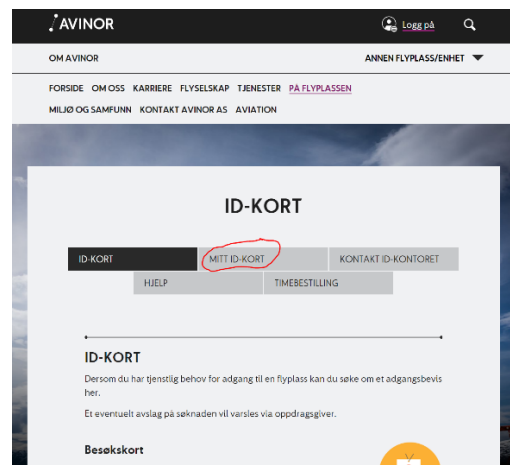 AVINOR
Logg på
OM AVINOR
ANNEN FLYPLASS/ENHET
FORSIDE OM OSS KARRIERE FLYSELSKAP TJENESTER PÅ FLYPLASSEN
MILJØ OG SAMFUNN KONTAKT AVINOR AS AVIATION
ID-KORT
ID-KORT MITT ID-KORT KONTAKT ID-KONTORET
HJELP TIMEBESTILLING
ID-KORT
Dersom du har tjenstlig behov for adgang til en flyplass kan du søke om et adgangsbevis
her.
Et eventuelt avslag på søknaden vil varsles via oppdragsgiver.
Besøkskort